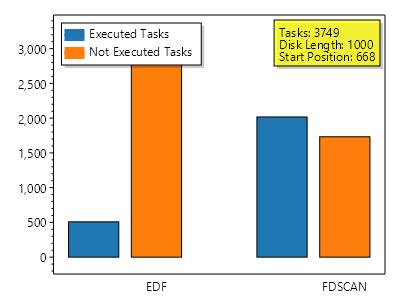 Executed Tasks
Not Executed Tasks
Tasks: 3749
Disk Length: 1000
Start Position: 668
3,000
2,500
2,000
1,500
1,000
500
0
EDF
FDSCAN